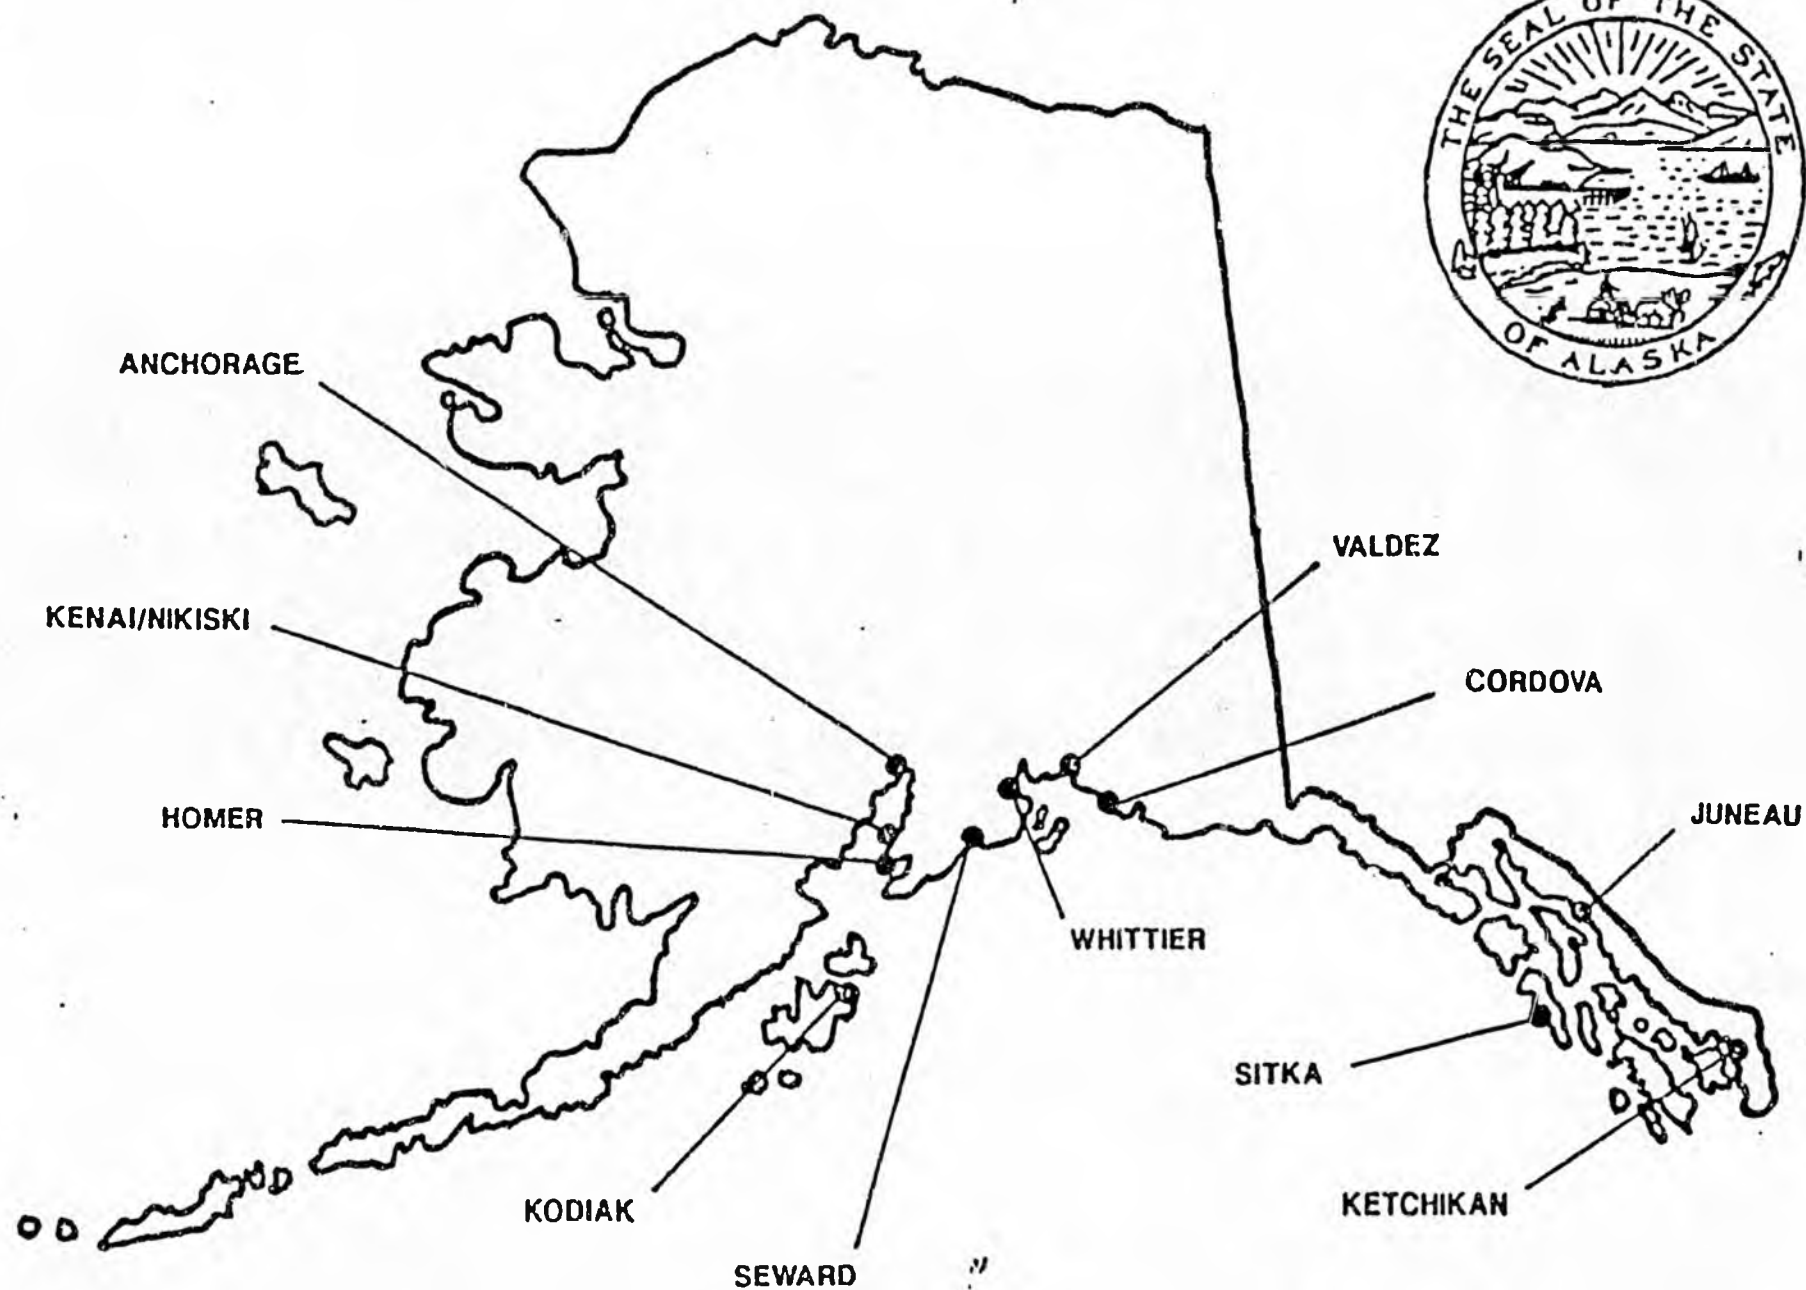 THE SEAL OF THE STATE
OF ALASKA
ANCHORAGE
VALDEZ
KENAI/NIKISKI
CORDOVA
HOMER
JUNEAU
WHITTIER
SITKA
KODIAK
KETCHIKAN
SEWARD